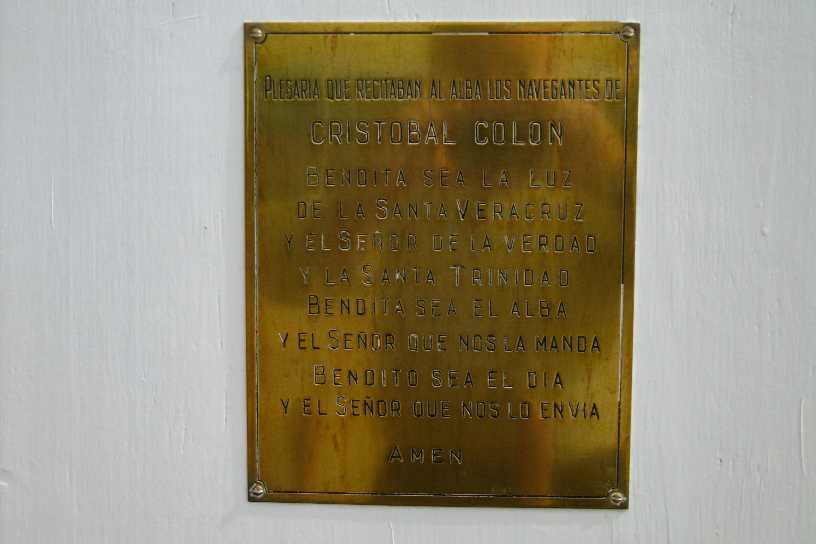 PLEGARIA QUE RECITABAN AL ALBA LOS NAVEGANTES DE
CRISTOBAL COLON
BENDITA SEA LA LUZ
DE LA SANTA VERACRUZ
Y EL SEÑOR DE LA VERDAD
Y LA SANTA TRINIDAD
BENDITA SEA EL ALBA
Y EL SEÑOR QUE NOS LA MANDA
BENDITO SEA EL DIA
Y EL SEÑOR QUE NOS LO ENVIA
AMEN